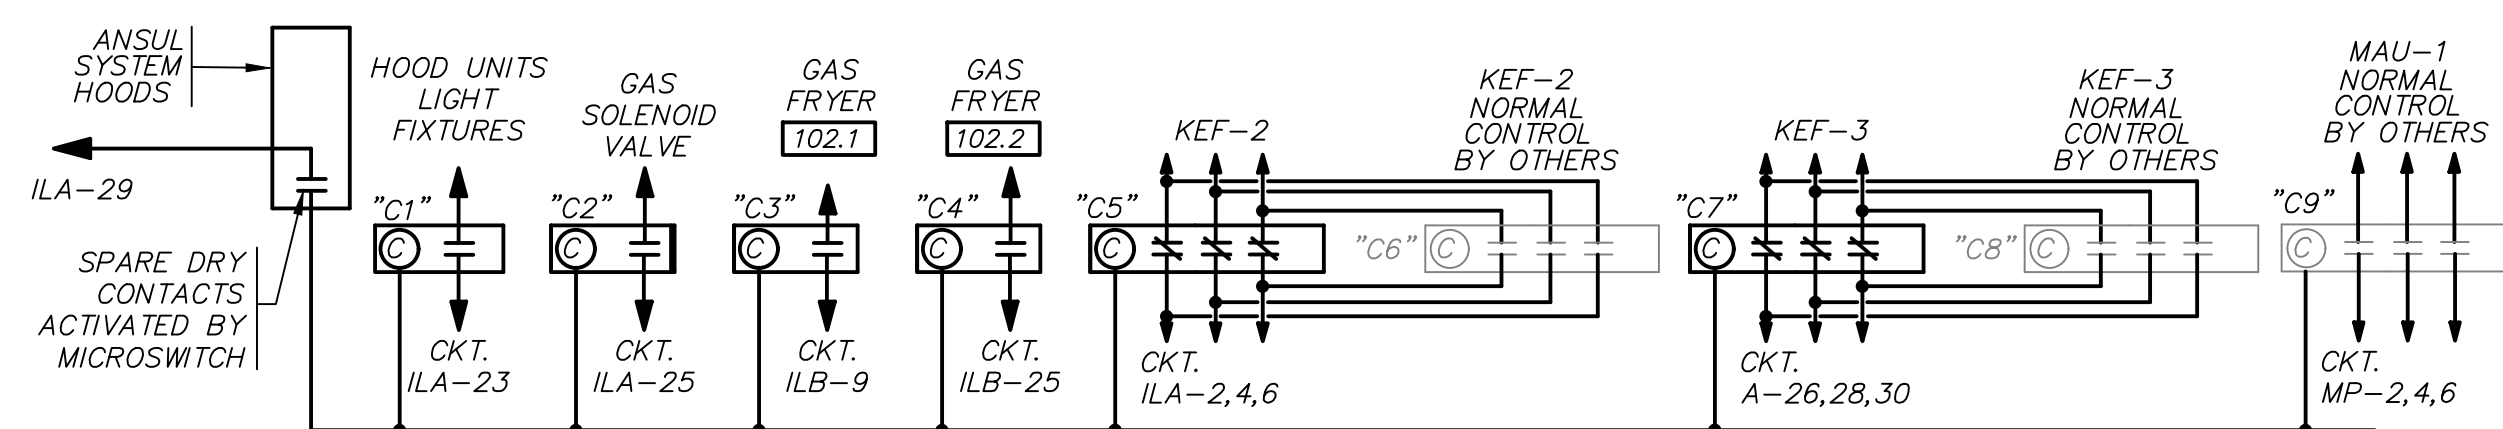 ANSUL
SYSTEM
HOODS
ILA-29
SPARE DRY
CONTACTS
ACTIVATED BY
MICROSWITCH
HOOD UNITS
LIGHT
FIXTURES
"C1"
C
CKT.
ILA-23
GAS
SOLENOID
VALVE
"C2"
C
CKT.
ILA-25
GAS
FRYER
102.1
"C3"
C
CKT.
ILB-9
GAS
FRYER
102.2
"C4"
C
CKT.
ILB-25
KEF-2
"C5"
C
CKT.
ILA-2,4,6
KEF-2
NORMAL
CONTROL
BY OTHERS
"C6"
C
KEF-3
"C7"
C
CKT.
A-26,28,30
KEF-3
NORMAL
CONTROL
BY OTHERS
"C8"
C
MAU-1
NORMAL
CONTROL
BY OTHERS
"C9"
C
CKT.
MP-2,4,6